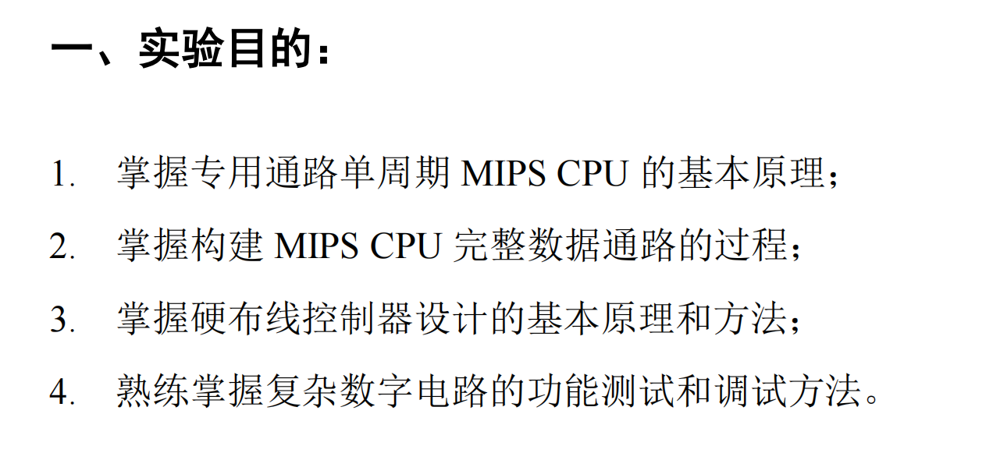 一、实验目的：
1. 掌握专用通路单周期 MIPS CPU 的基本原理；
2. 掌握构建 MIPS CPU 完整数据通路的过程；
3. 掌握硬布线控制器设计的基本原理和方法；
4. 熟练掌握复杂数字电路的功能测试和调试方法。